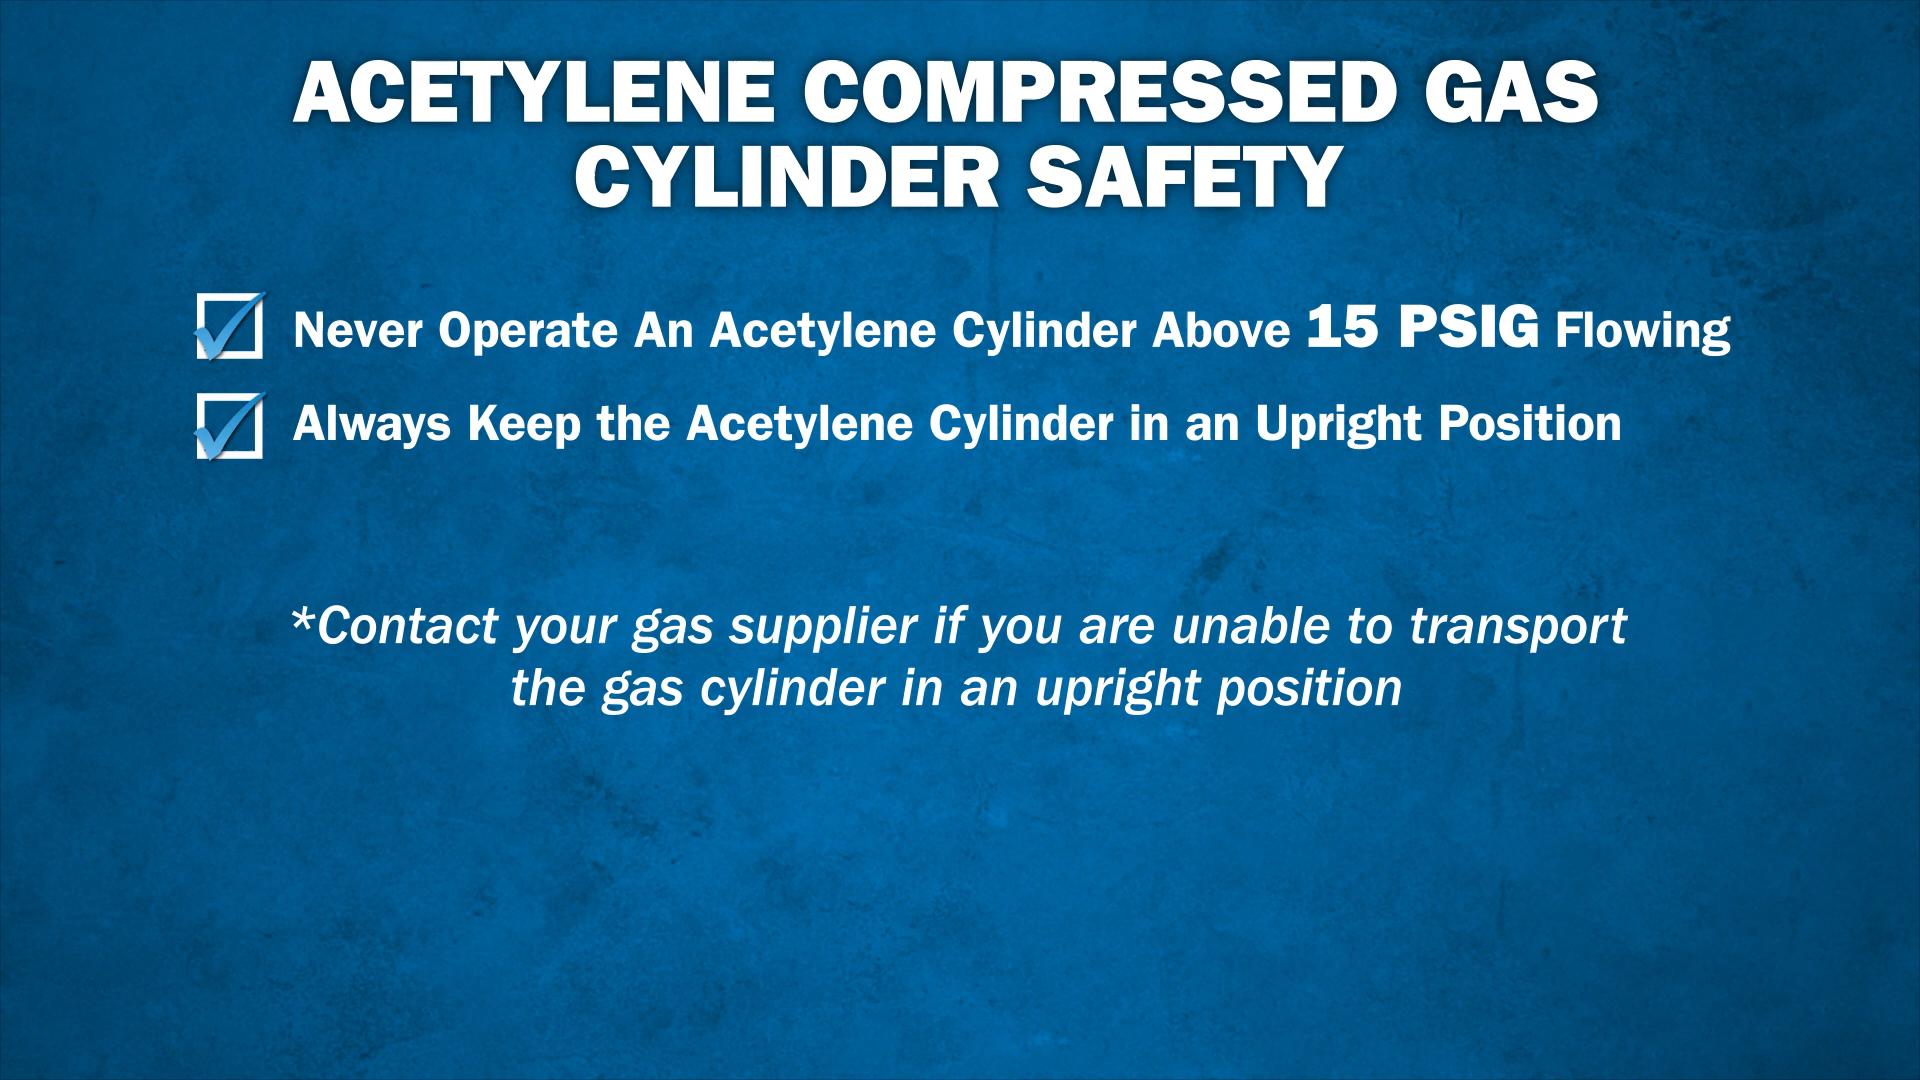 ACETYLENE COMPRESSED GAS
CYLINDER SAFETY
Never Operate An Acetylene Cylinder Above 15 PSIG Flowing
Always Keep the Acetylene Cylinder in an Upright Position
*Contact your gas supplier if you are unable to transport
the gas cylinder in an upright position